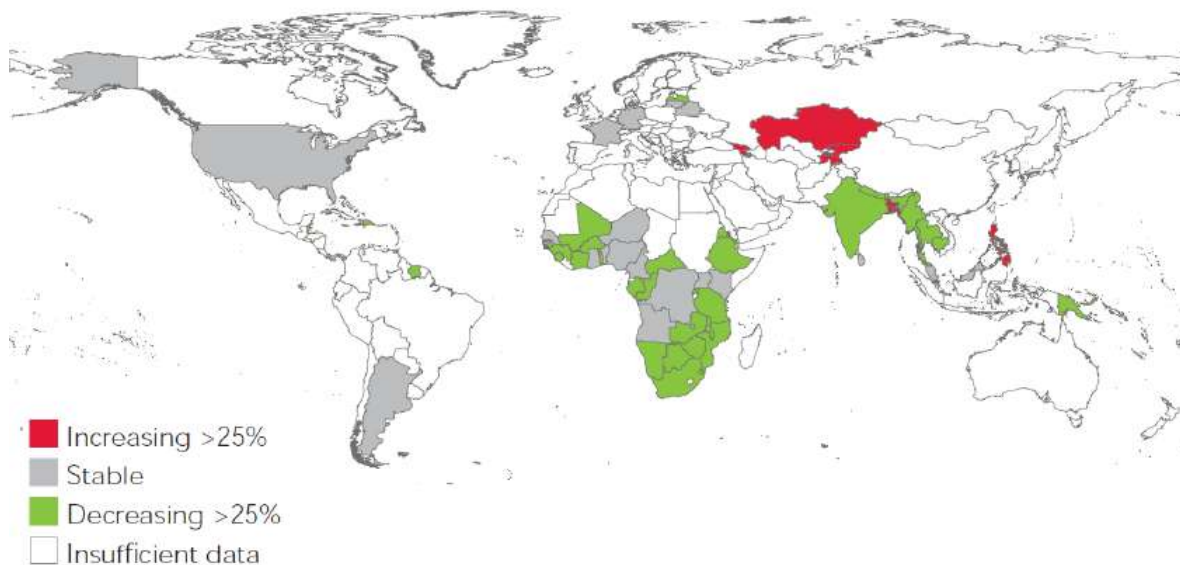 Increasing >25%
Stable
Decreasing >25%
Insufficient data